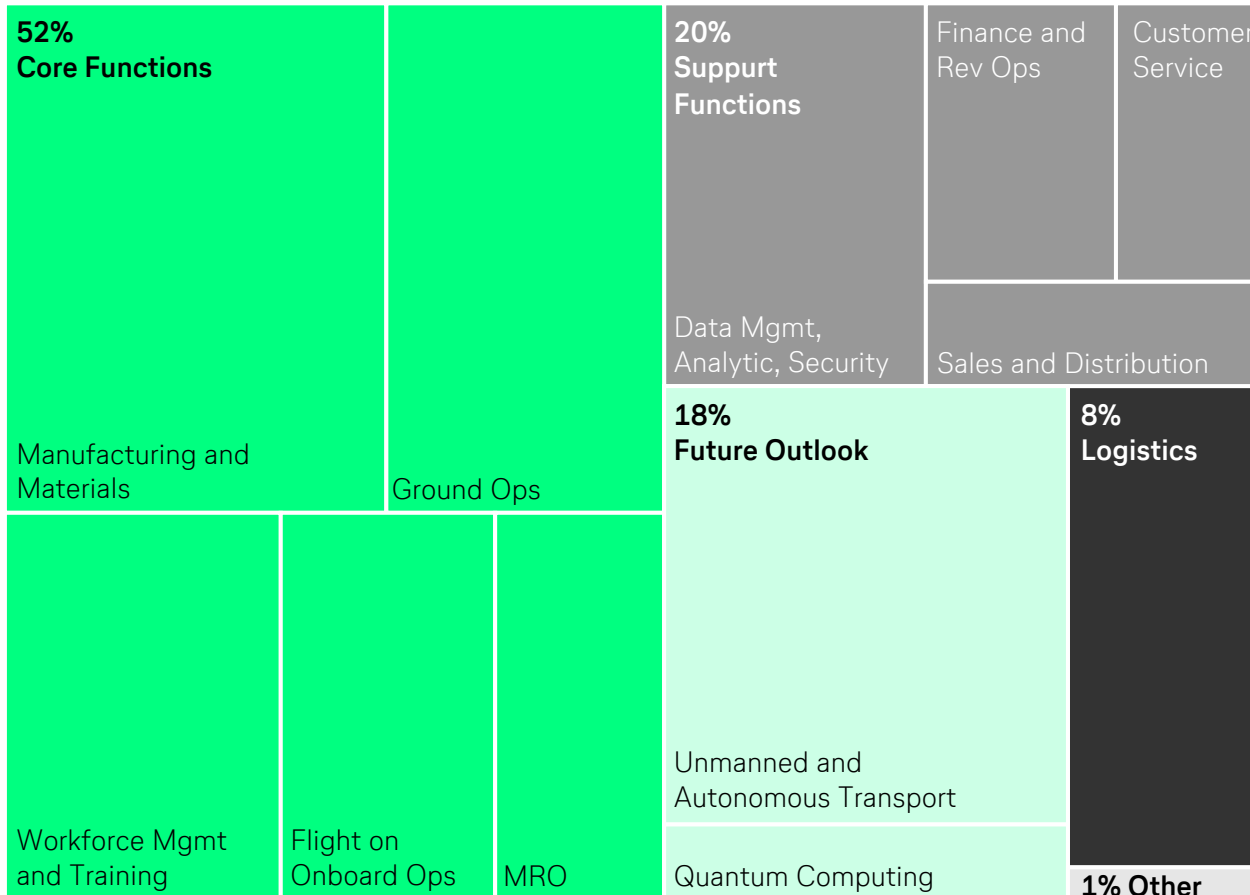 52%
Core Functions
Manufacturing and
Materials
Ground Ops
Workforce Mgmt
and Training
Flight on
Onboard Ops
MRO
20%
Suppurt
Functions
Data Mgmt,
Analytic, Security
Finance and
Rev Ops
Customer
Service
Sales and Distribution
18%
Future Outlook
Unmanned and
Autonomous Transport
Quantum Computing
8%
Logistics
1% Other